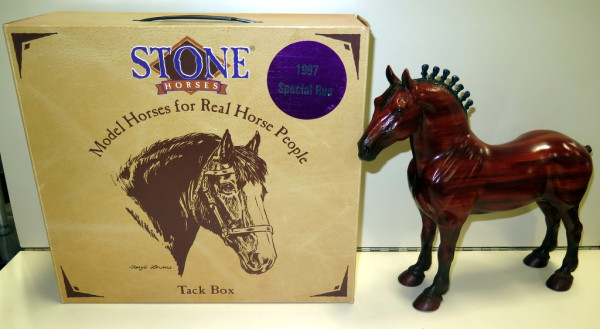 STONE®
HORSES
1997
Special Run
Model Horses for Real Horse People
Tack Box